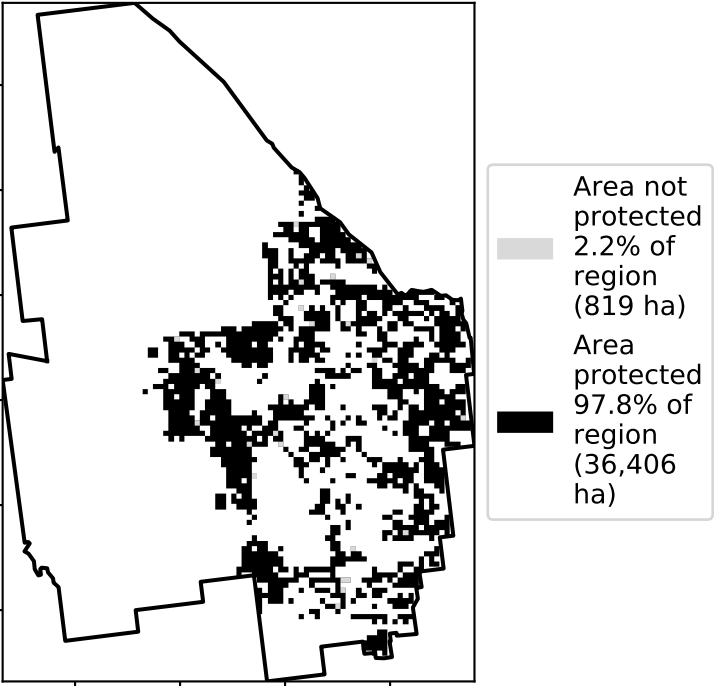 Area not
protected
2.2% of
region
(819 ha)
Area
protected
97.8% of
region
(36,406
ha)